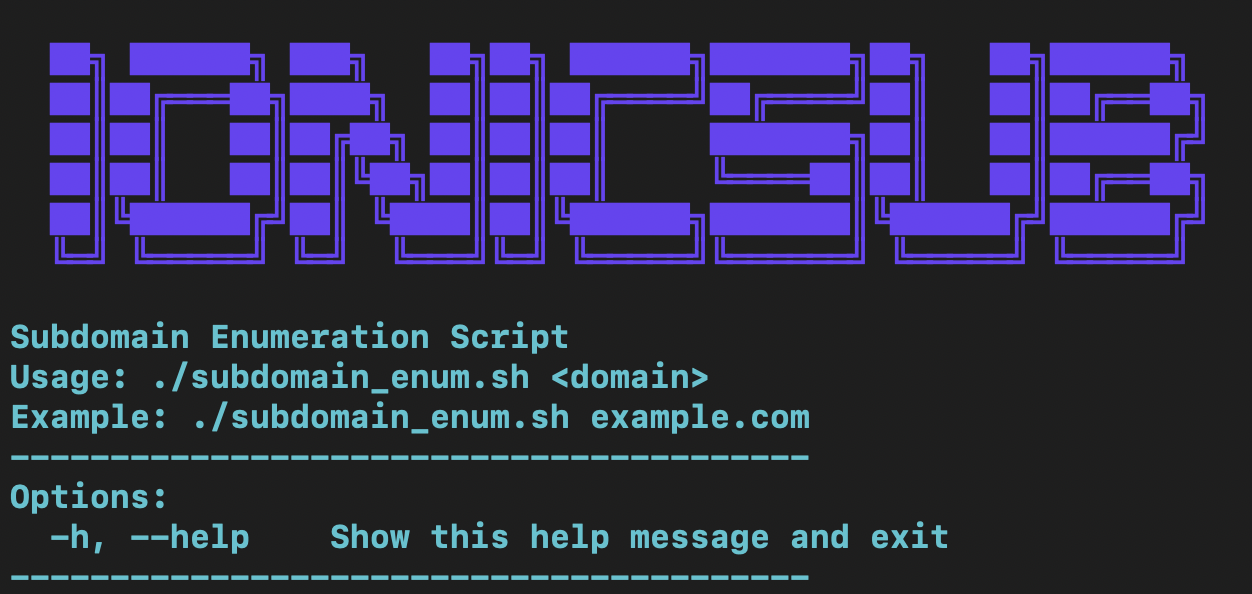 IONICSUB
Subdomain Enumeration Script
Usage: ./subdomain_enum.sh <domain>
Example: ./subdomain_enum.sh example.com
----------------------------------------
Options:
  -h, --help    Show this help message and exit
----------------------------------------